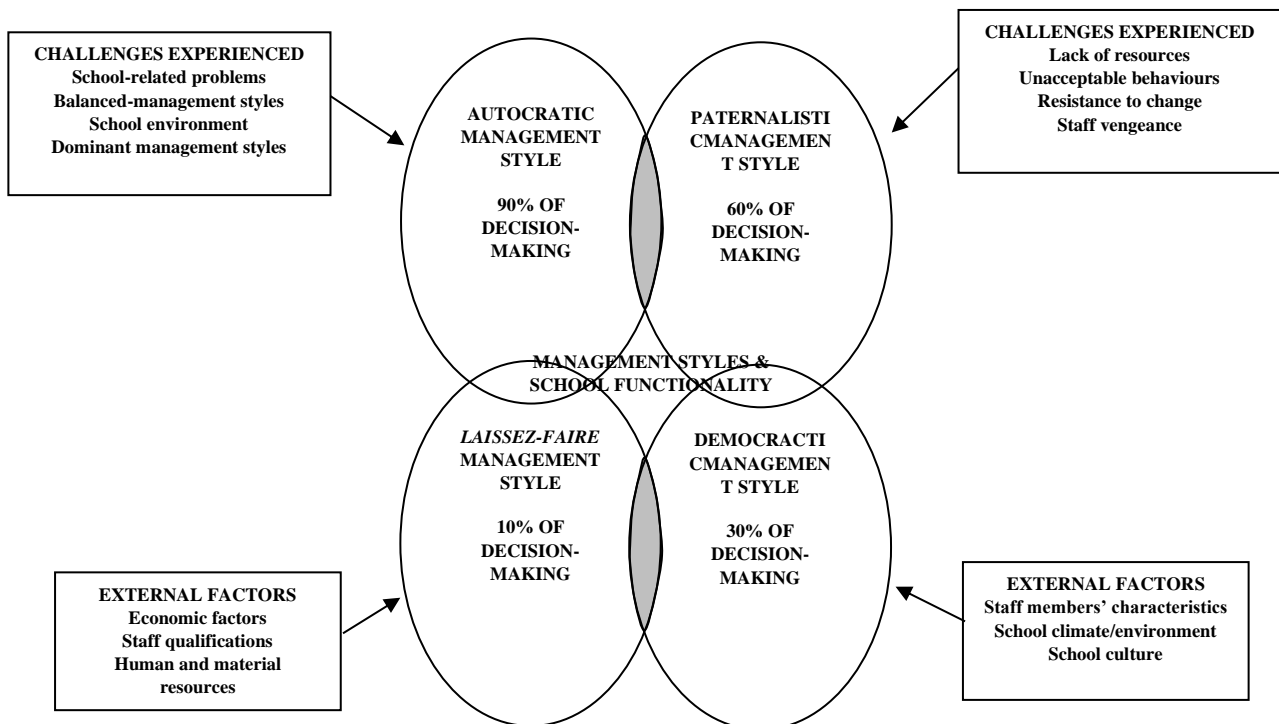 CHALLENGES EXPERIENCED
School-related problems
Balanced-management styles
School environment
Dominant management styles
CHALLENGES EXPERIENCED
Lack of resources
Unacceptable behaviours
Resistance to change
Staff vengeance
AUTOCRATIC
MANAGEMENT
STYLE
90% OF
DECISION-
MAKING
PATERNALISTI
CMANAGEMEN
T STYLE
60% OF
DECISION-
MAKING
MANAGEMENT STYLES &
SCHOOL FUNCTIONALITY
LAISSEZ-FAIRE
MANAGEMENT
STYLE
10% OF
DECISION-
MAKING
DEMOCRACTI
CMANAGEMEN
T STYLE
30% OF
DECISION-
MAKING
EXTERNAL FACTORS
Economic factors
Staff qualifications
Human and material
resources
EXTERNAL FACTORS
Staff members’ characteristics
School climate/environment
School culture